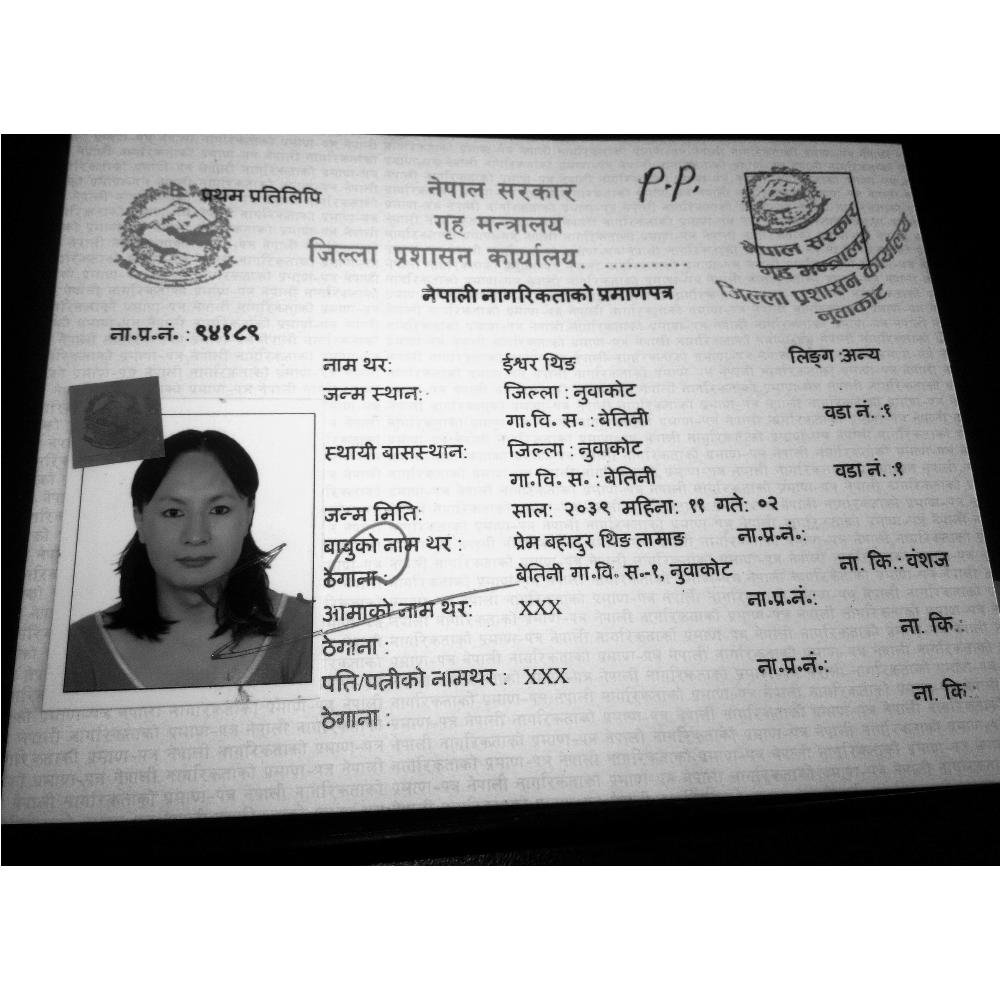 प्रथम प्रतिलिपि
नेपाल सरकार
P.P.
गृह मन्त्रालय
जिल्ला प्रशासन कार्यालय. ............
नेपाली नागरिकताको प्रमाणपत्र
नेपाल सरकार
गृह मन्त्रालय
जिल्ला प्रशासन कार्यालय
नुवाकोट
ना.प्र.नं. : ९४१८९
नाम थर: ईश्वर थिङ लिङ्ग :अन्य
जन्म स्थान: जिल्ला : नुवाकोट
गा.वि. स. : बेतिनी वडा नं. :१
स्थायी बासस्थान: जिल्ला : नुवाकोट
गा.वि. स. : बेतिनी वडा नं. :१
जन्म मिति: साल: २०३९ महिना: ११ गते: ०२
बाबुको नाम थर : प्रेम बहादुर थिङ तामाङ ना.प्र.नं.:
ठेगाना : बेतिनी गा.वि. स.-१, नुवाकोट ना. कि.: वंशज
आमाको नाम थर: XXX ना.प्र.नं.:
ठेगाना : ना. कि.:
पति/पत्नीको नामथर : XXX ना.प्र.नं.:
ठेगाना : ना. कि.: